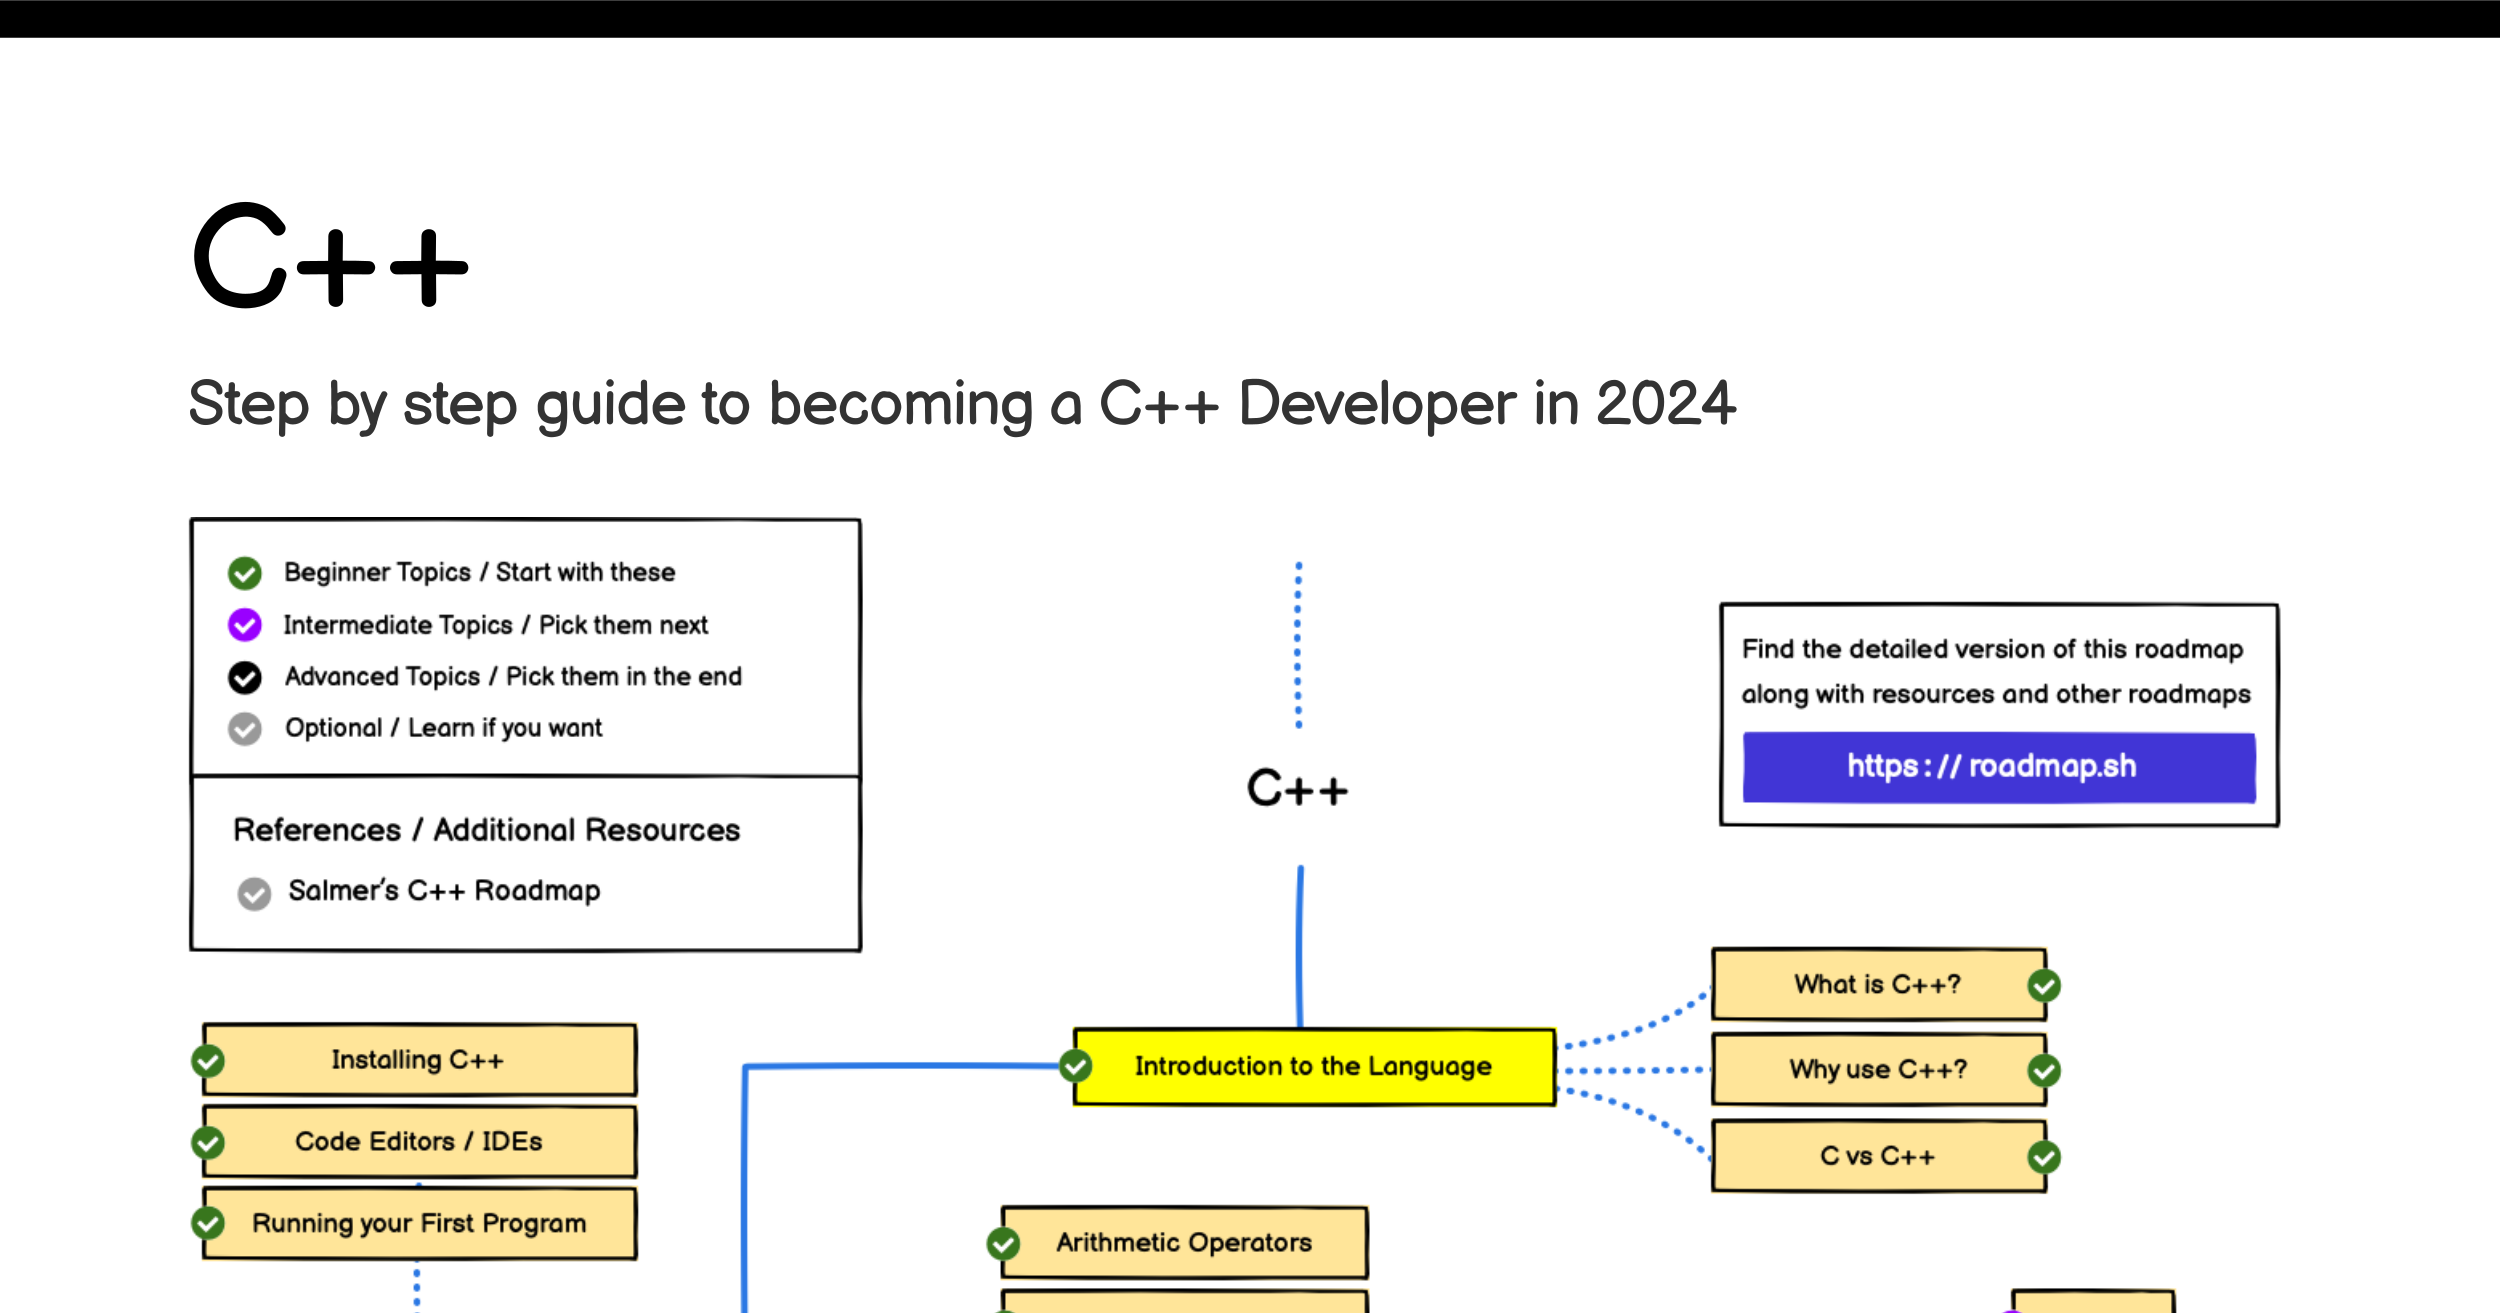 C++
Step by step guide to becoming a C++ Developer in 2024
Beginner Topics / Start with these
Intermediate Topics / Pick them next
Advanced Topics / Pick them in the end
Optional / Learn if you want
References / Additional Resources
Salmer's C++ Roadmap
C++
Find the detailed version of this roadmap
along with resources and other roadmaps
https://roadmap.sh
Introduction to the Language
What is C++?
Why use C++?
C vs C++
Installing C++
Code Editors / IDEs
Running your First Program
Arithmetic Operators